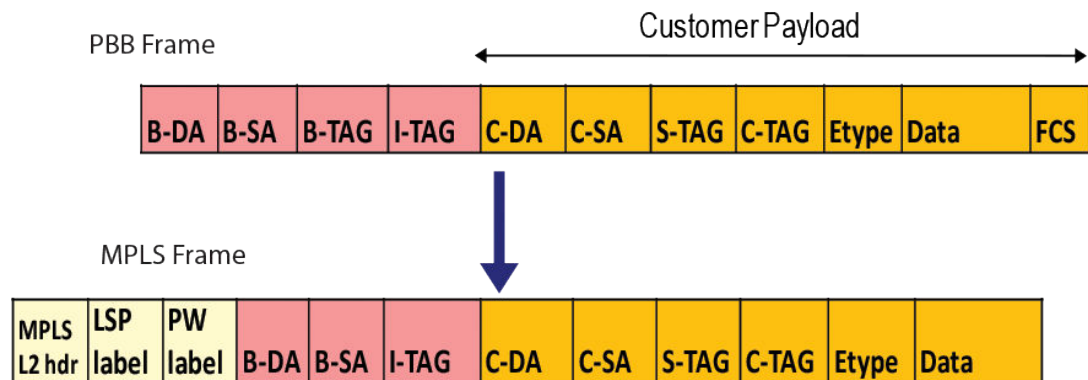 Customer Payload
PBB Frame
B-DA B-SA B-TAG I-TAG C-DA C-SA S-TAG C-TAG Etype Data FCS
MPLS Frame
MPLS L2 hdr LSP label PW label B-DA B-SA I-TAG C-DA C-SA S-TAG C-TAG Etype Data